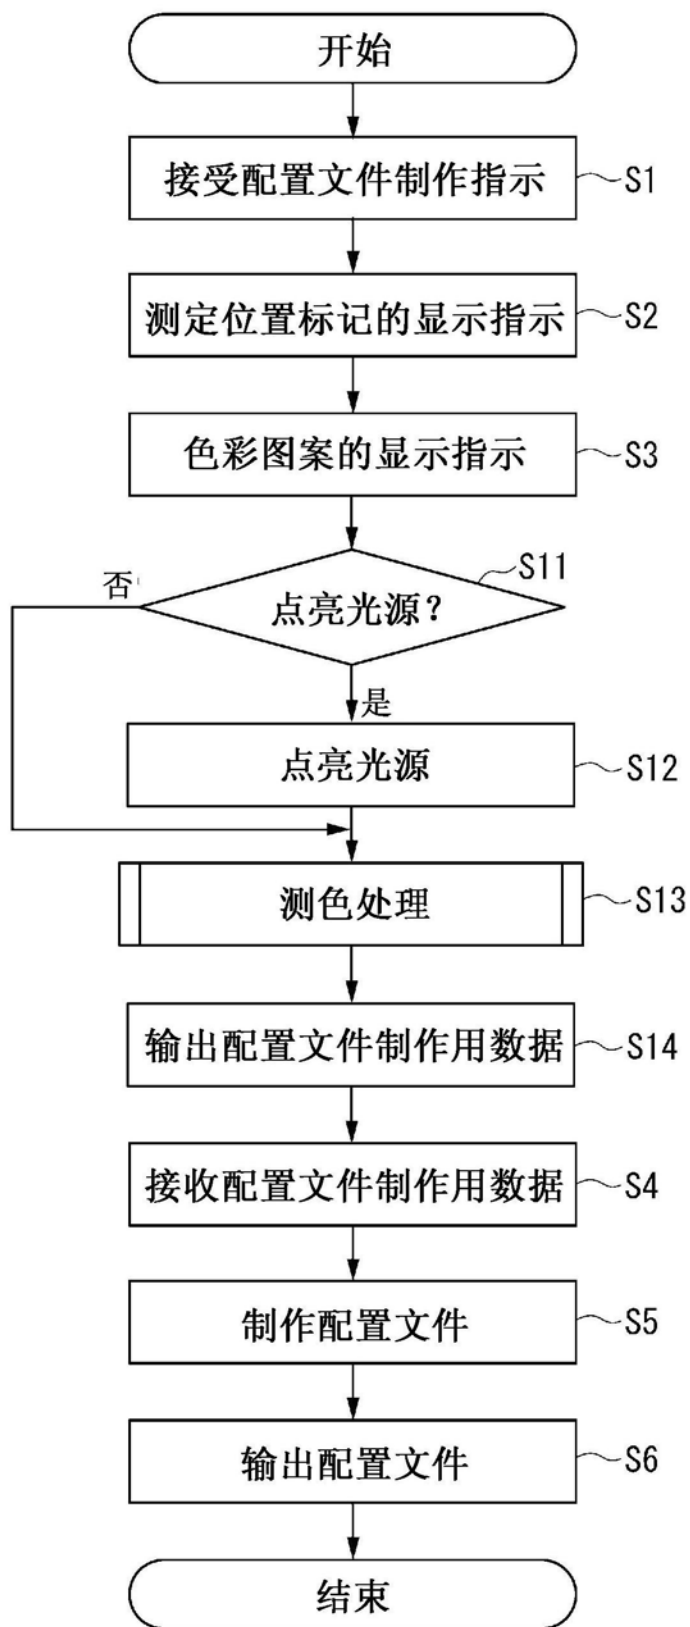 开始
接受配置文件制作指示
S1
测定位置标记的显示指示
S2
色彩图案的显示指示
S3
S11
否
点亮光源？
是
点亮光源
S12
测色处理
S13
输出配置文件制作用数据
S14
接收配置文件制作用数据
S4
制作配置文件
S5
输出配置文件
S6
结束